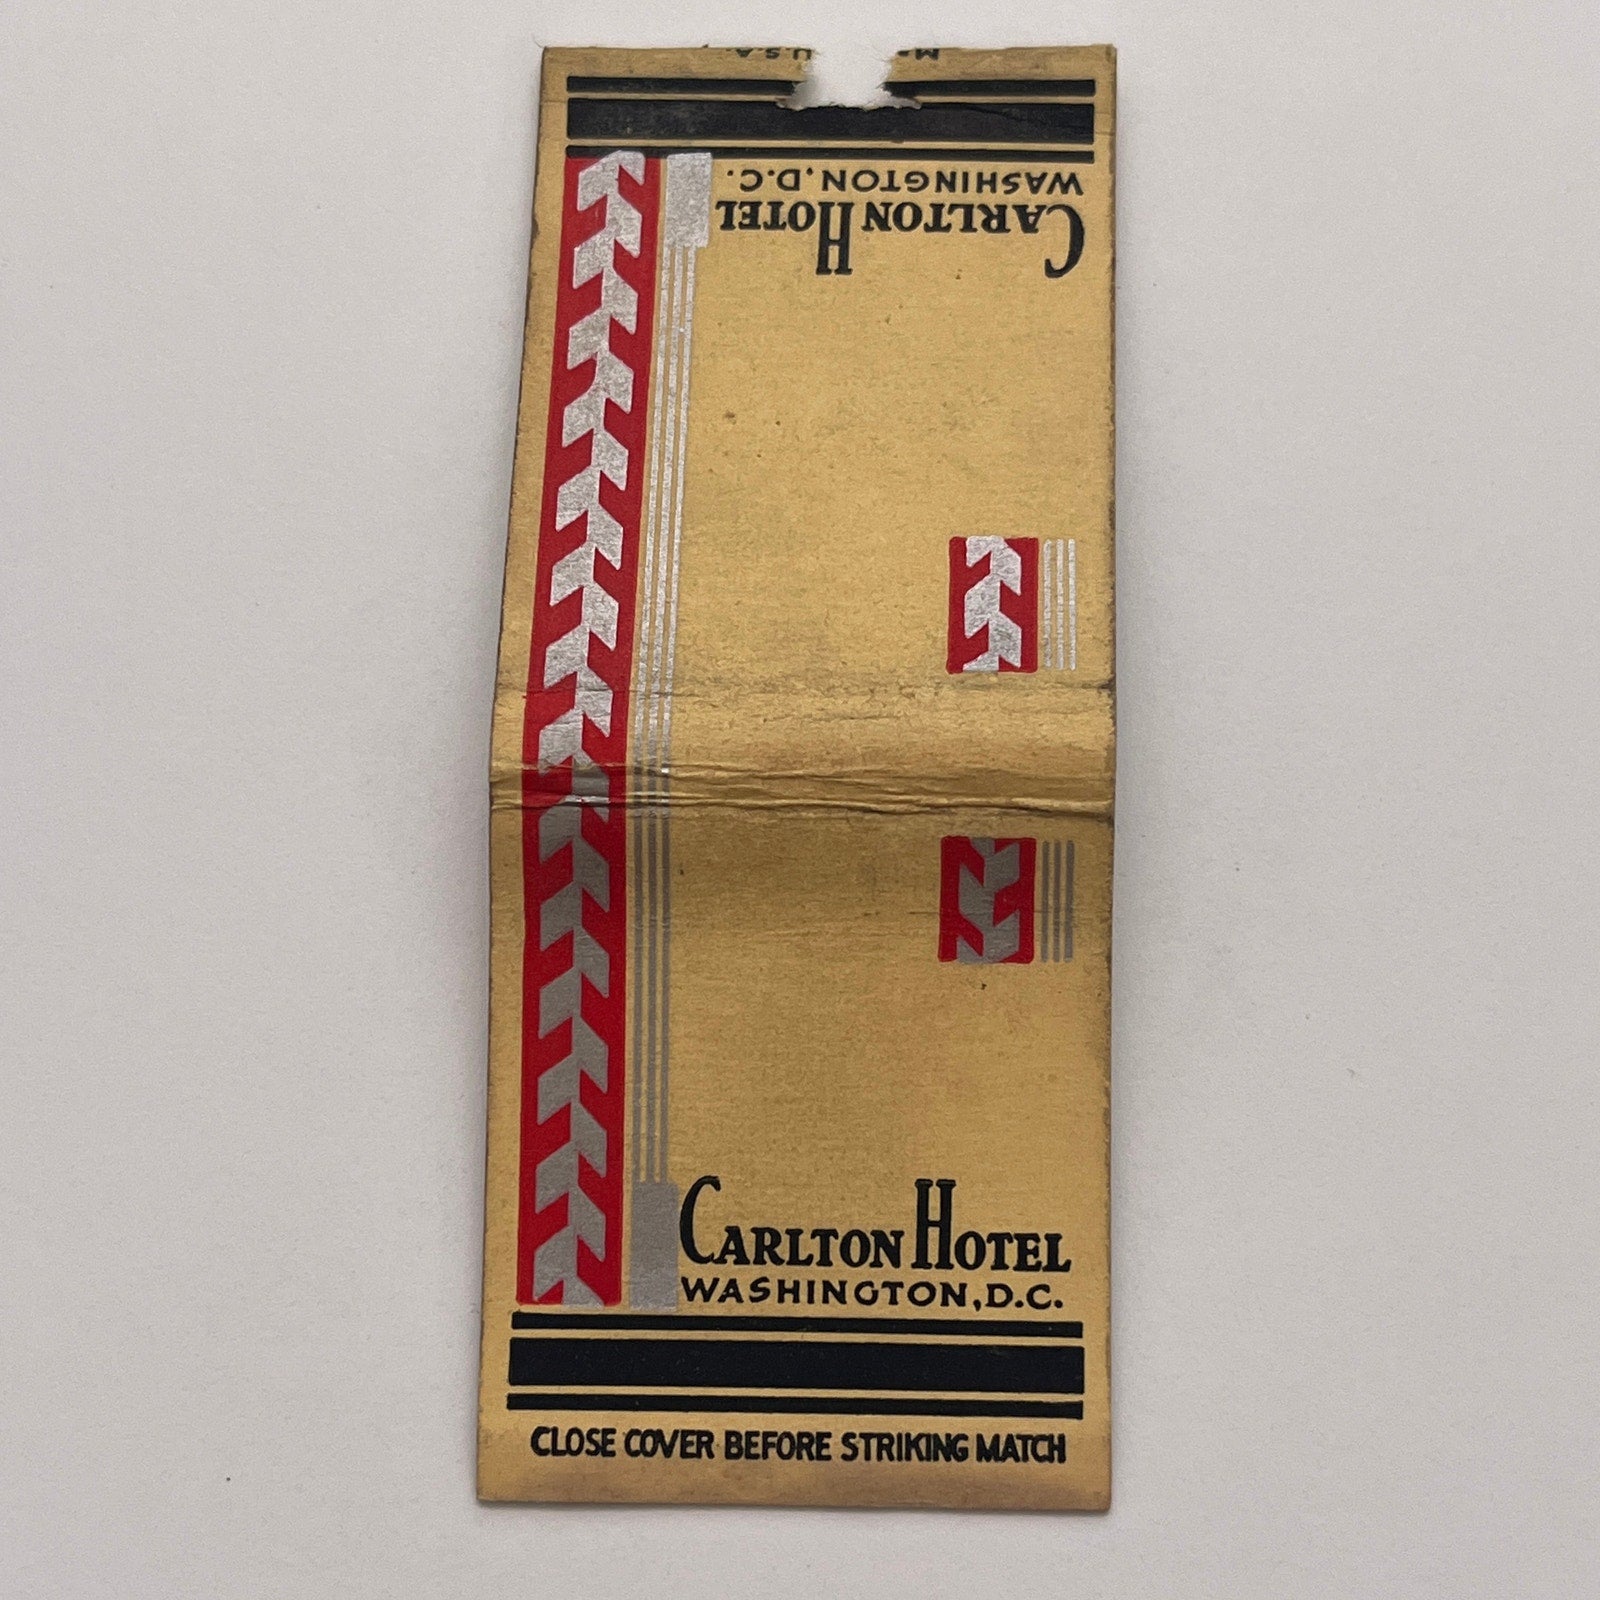 U.S.A.
WASHINGTON, D.C.
CARLTON HOTEL
CARLTON HOTEL
WASHINGTON, D.C.
CLOSE COVER BEFORE STRIKING MATCH